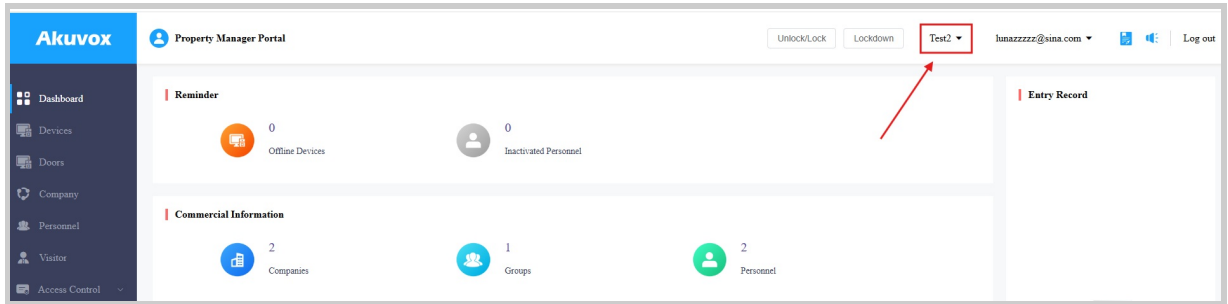 Akuvox
Property Manager Portal
Unlock/Lock
Lockdown
Test2
lunazzzzz@sina.com
Log out
Dashboard
Devices
Doors
Company
Personnel
Visitor
Access Control
Reminder
0
Offline Devices
0
Inactivated Personnel
Commercial Information
2
Companies
1
Groups
2
Personnel
Entry Record